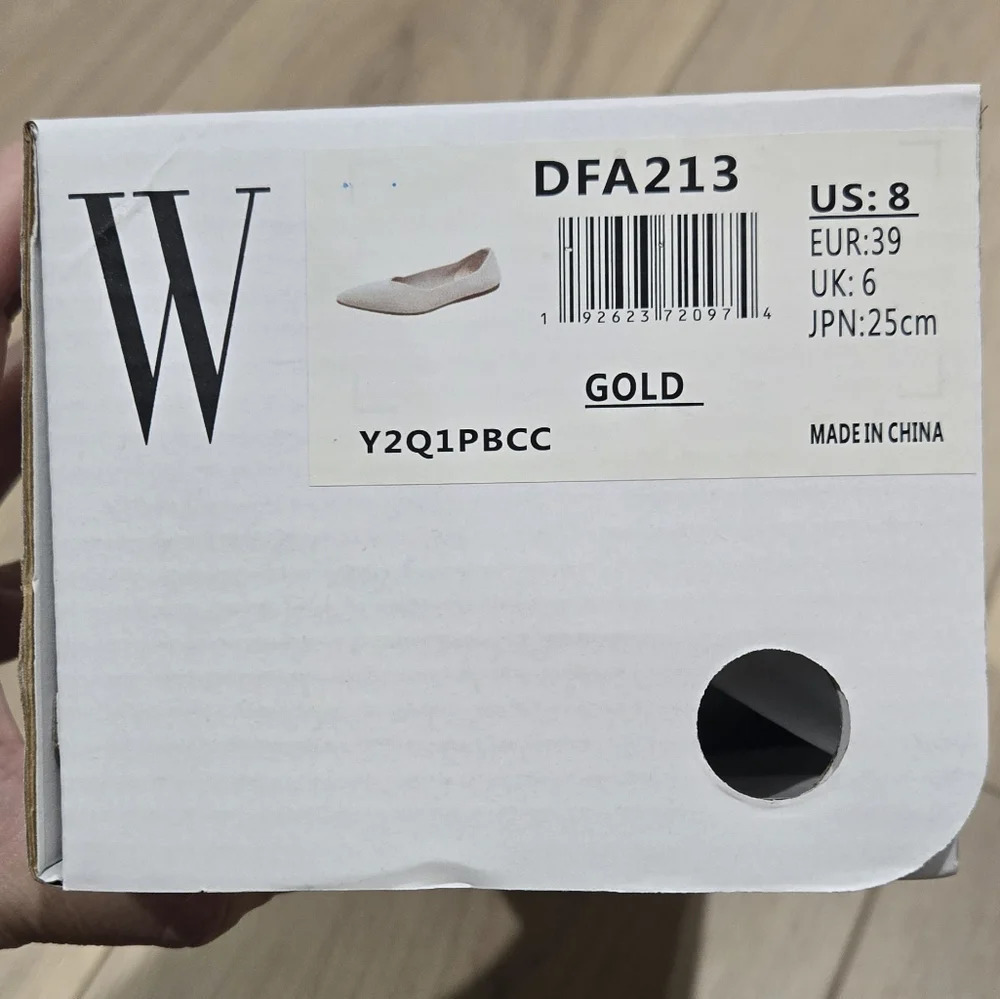 W
DFA213
1 92623 72097 4
US: 8
EUR:39
UK: 6
JPN:25cm
GOLD
Y2Q1PBCC
MADE IN CHINA